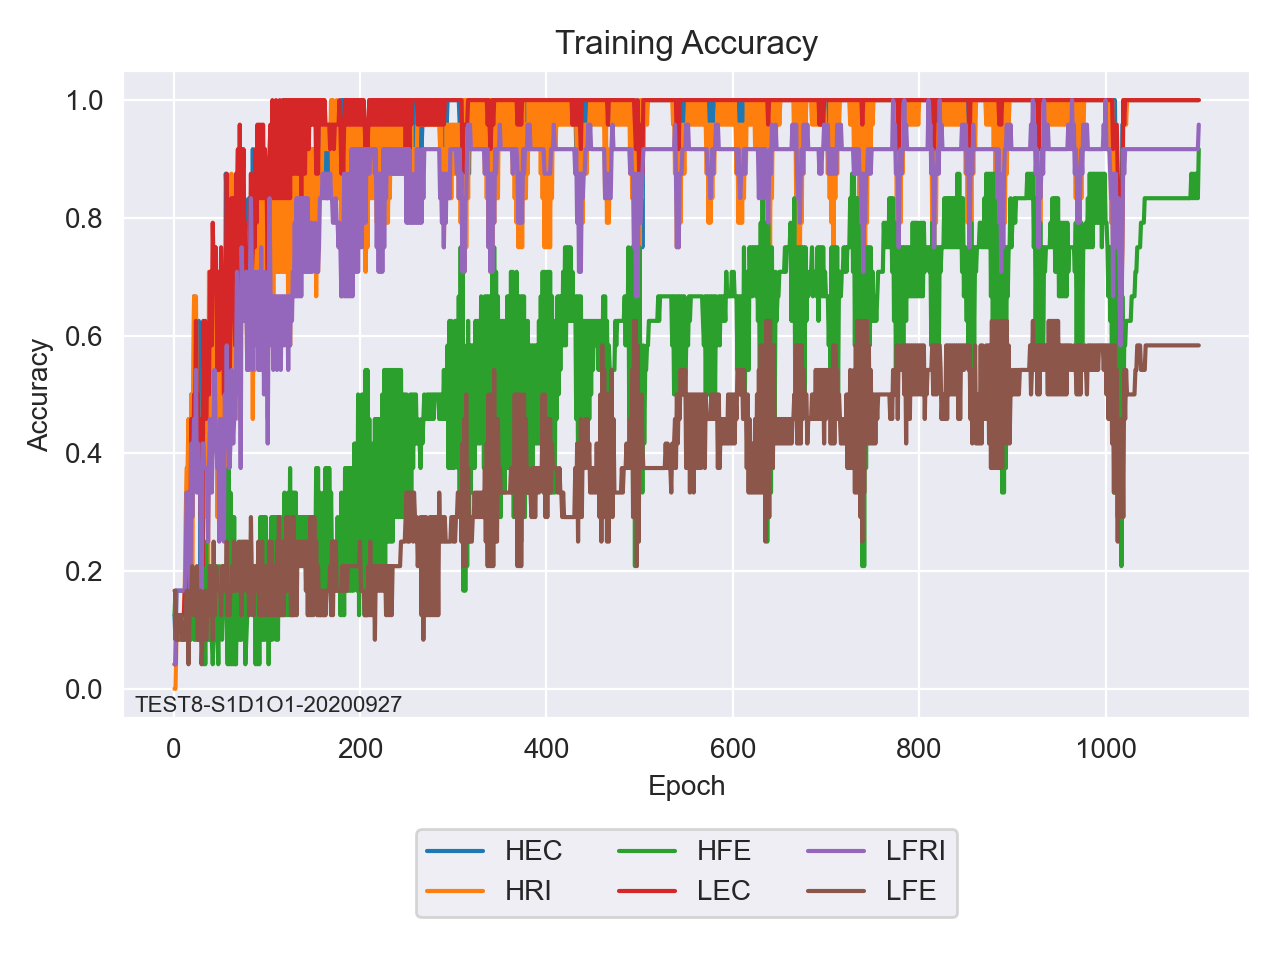 Training Accuracy
1.0
0.8
0.6
0.4
0.2
0.0
Accuracy
TEST8-S1D1O1-20200927
0 200 400 600 800 1000
Epoch
HEC HFE LFRI
HRI LEC LFE